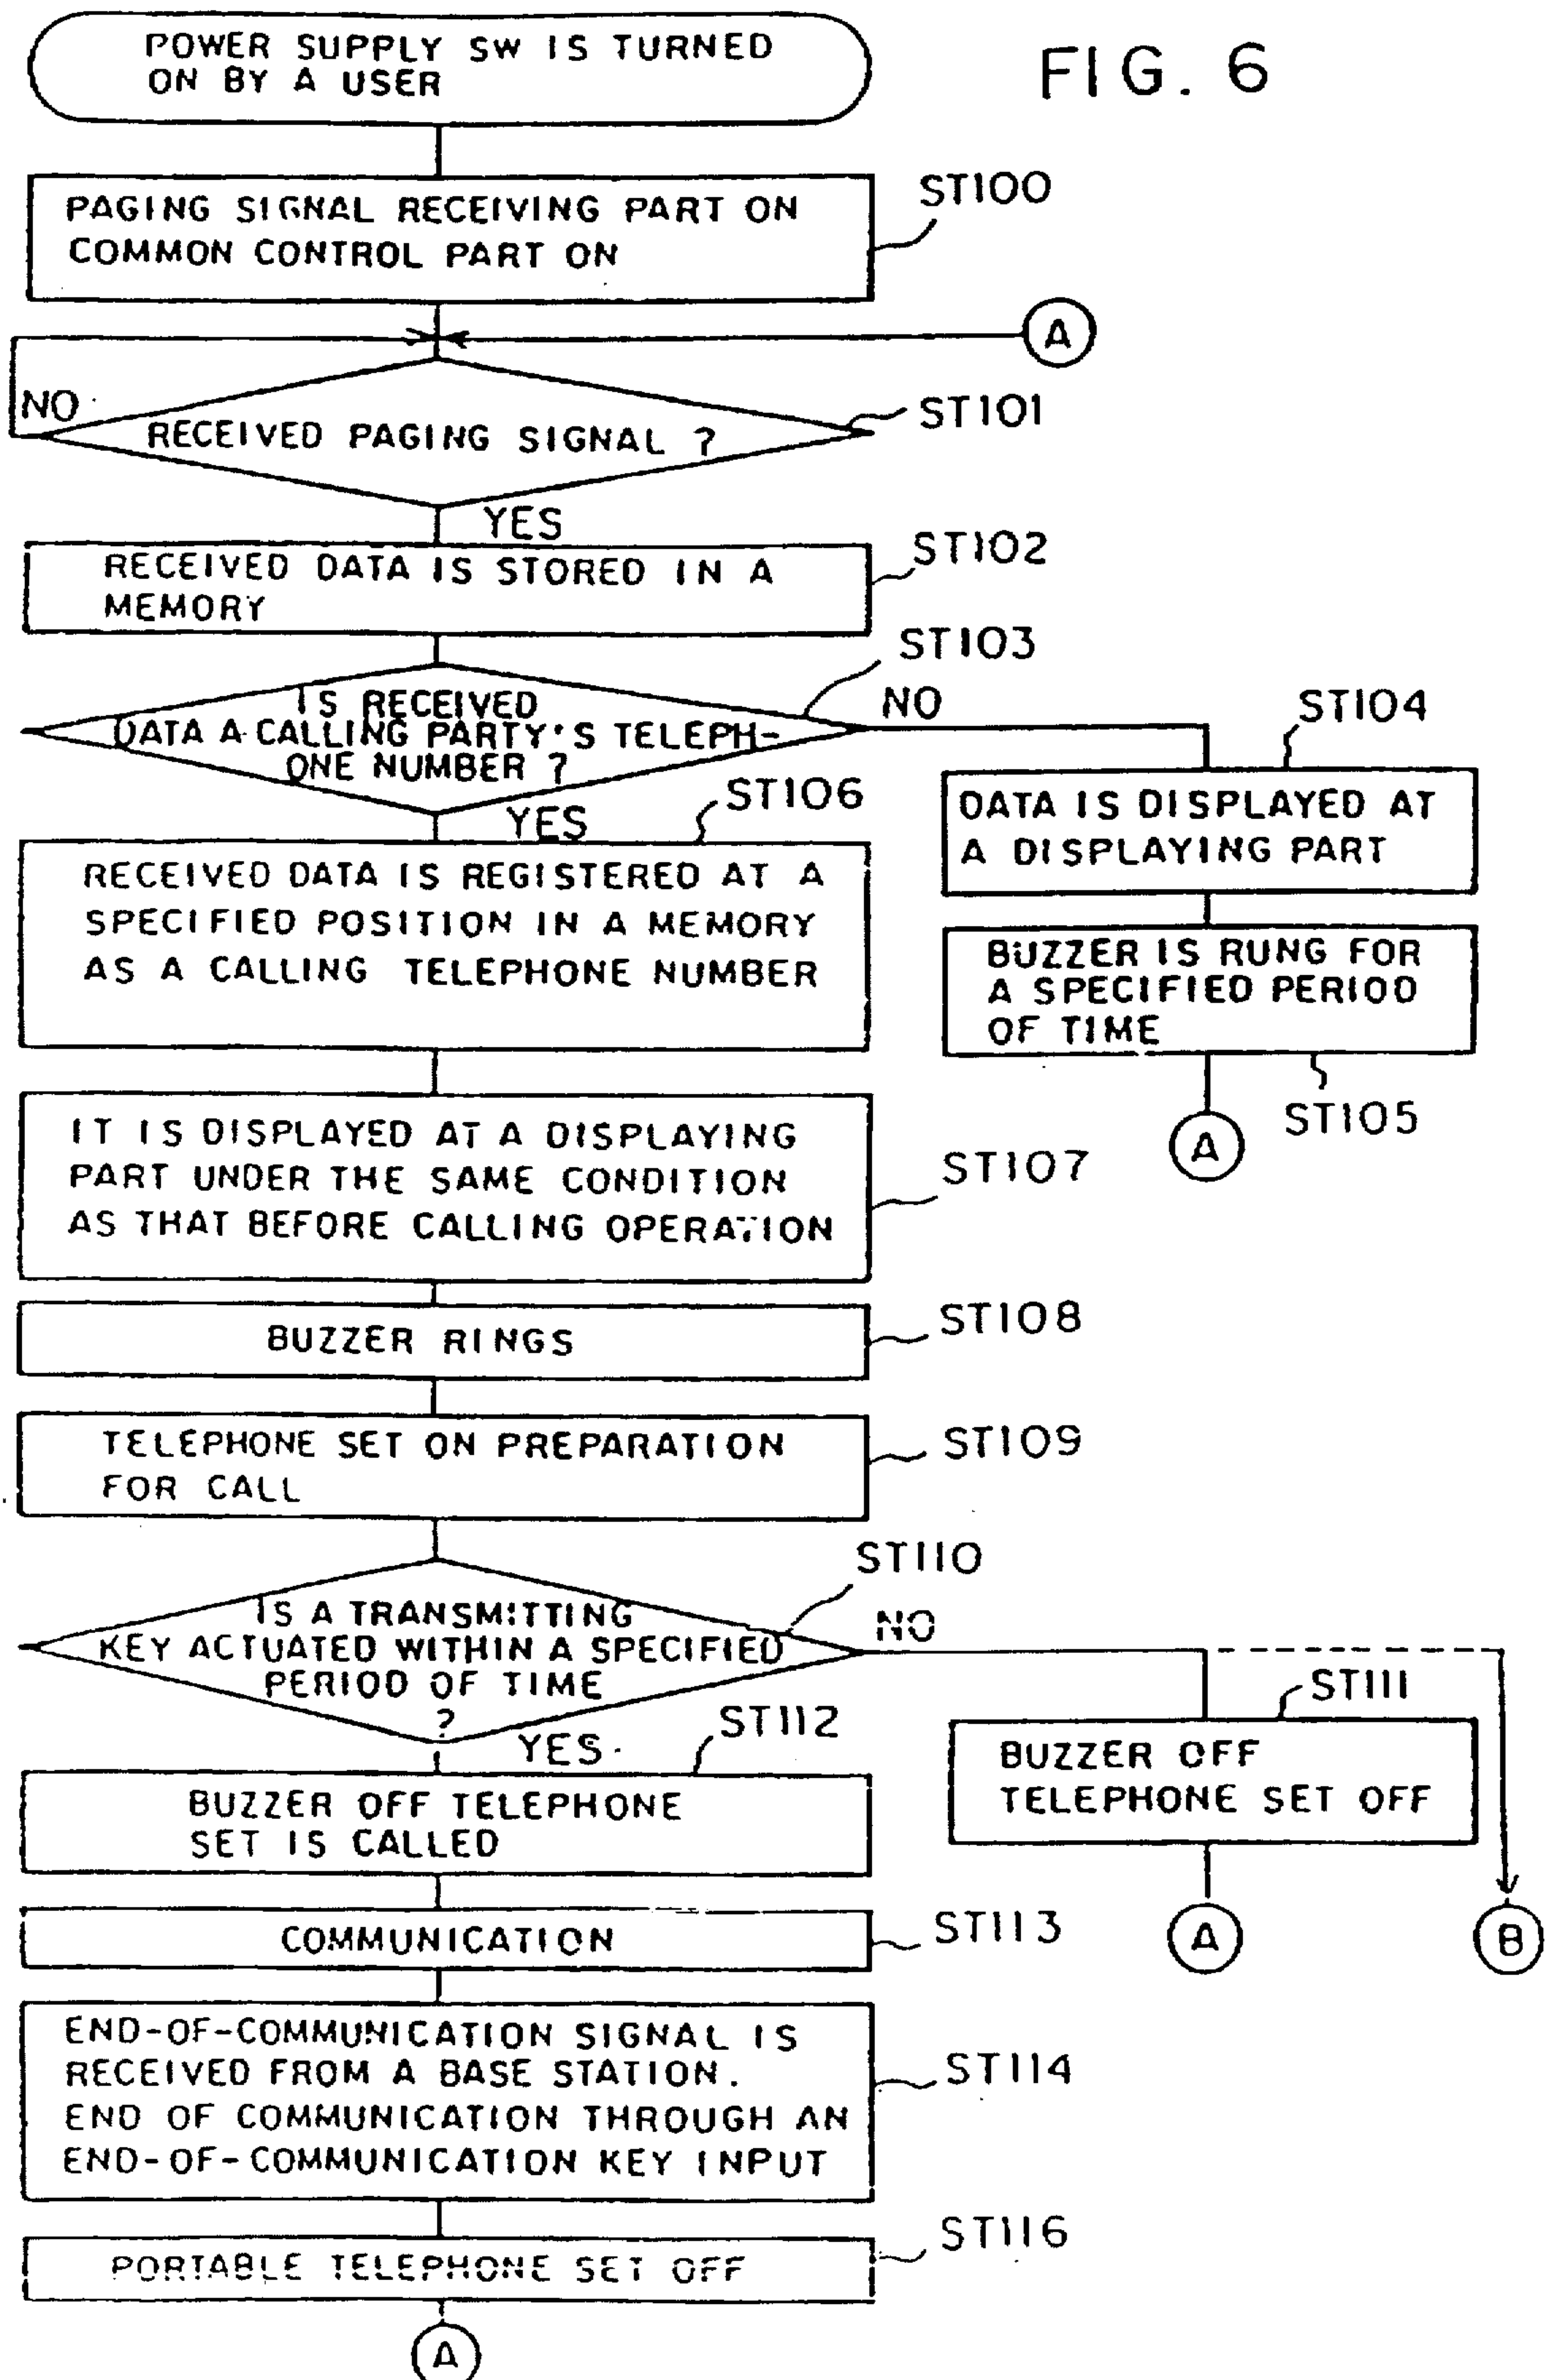 FIG. 6
POWER SUPPLY SW IS TURNED
ON BY A USER
PAGING SIGNAL RECEIVING PART ON
COMMON CONTROL PART ON
ST100
A
NO
RECEIVED PAGING SIGNAL ?
ST101
YES
RECEIVED DATA IS STORED IN A
MEMORY
ST102
IS RECEIVED
DATA A CALLING PARTY'S TELEPH-
ONE NUMBER ?
ST103
NO
YES
ST104
DATA IS DISPLAYED AT
A DISPLAYING PART
BUZZER IS RUNG FOR
A SPECIFIED PERIOD
OF TIME
ST105
A
ST106
RECEIVED DATA IS REGISTERED AT A
SPECIFIED POSITION IN A MEMORY
AS A CALLING TELEPHONE NUMBER
IT IS DISPLAYED AT A DISPLAYING
PART UNDER THE SAME CONDITION
AS THAT BEFORE CALLING OPERATION
ST107
BUZZER RINGS
ST108
TELEPHONE SET ON PREPARATION
FOR CALL
ST109
IS A TRANSMITTING
KEY ACTUATED WITHIN A SPECIFIED
PERIOD OF TIME
?
ST110
NO
YES
ST111
BUZZER OFF
TELEPHONE SET OFF
A
B
ST112
BUZZER OFF TELEPHONE
SET IS CALLED
COMMUNICATION
ST113
END-OF-COMMUNICATION SIGNAL IS
RECEIVED FROM A BASE STATION.
END OF COMMUNICATION THROUGH AN
END-OF-COMMUNICATION KEY INPUT
ST114
PORTABLE TELEPHONE SET OFF
ST116
A